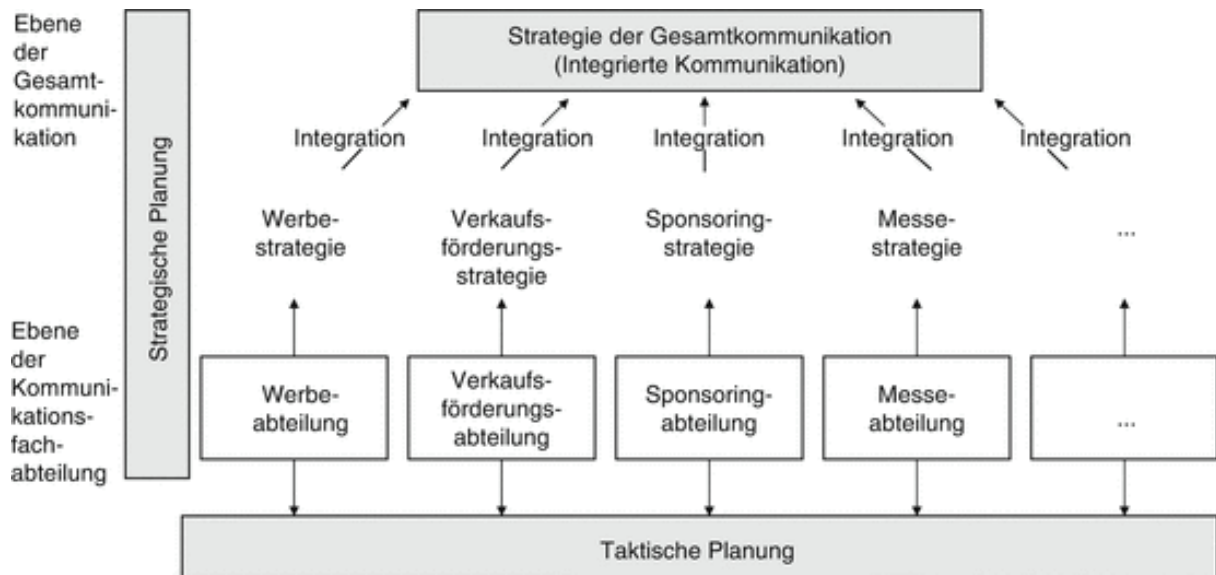 Ebene
der
Gesamt-
kommuni-
kation
Strategische Planung
Strategie der Gesamtkommunikation
(Integrierte Kommunikation)
Integration
Integration
Integration
Integration
Integration
Werbe-
strategie
Verkaufs-
förderungs-
strategie
Sponsoring-
strategie
Messe-
strategie
...
Ebene
der
Kommuni-
kations-
fach-
abteilung
Werbe-
abteilung
Verkaufs-
förderungs-
abteilung
Sponsoring-
abteilung
Messe-
abteilung
...
Taktische Planung